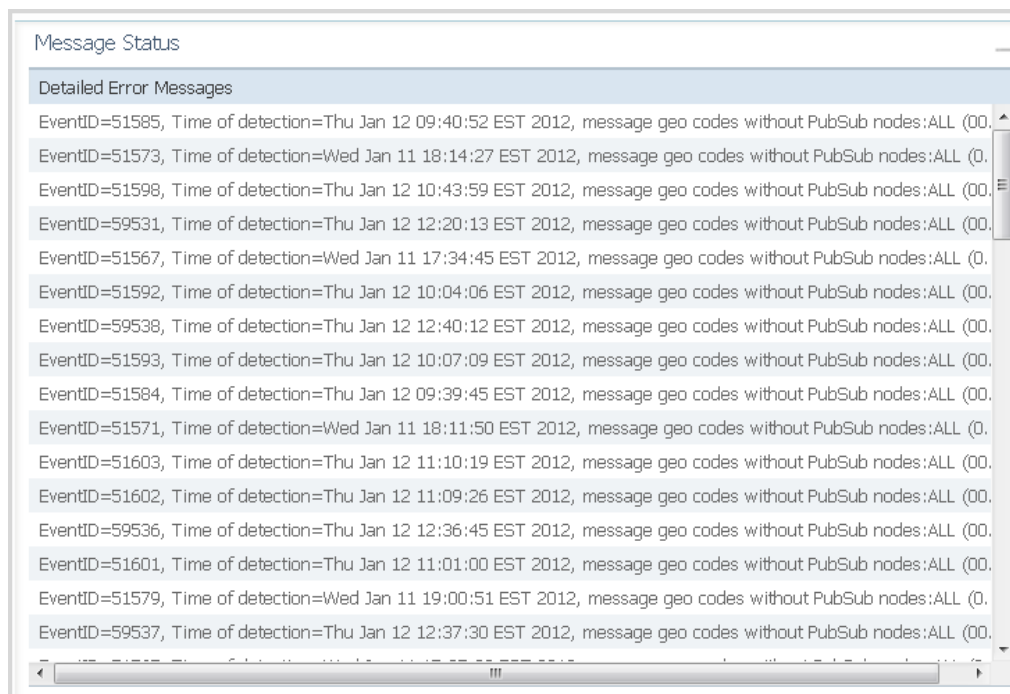 Message Status
Detailed Error Messages
EventID=51585, Time of detection=Thu Jan 12 09:40:52 EST 2012, message geo codes without PubSub nodes:ALL (00.
EventID=51573, Time of detection=Wed Jan 11 18:14:27 EST 2012, message geo codes without PubSub nodes:ALL (0.
EventID=51598, Time of detection=Thu Jan 12 10:43:59 EST 2012, message geo codes without PubSub nodes:ALL (00.
EventID=59531, Time of detection=Thu Jan 12 12:20:13 EST 2012, message geo codes without PubSub nodes:ALL (00.
EventID=51567, Time of detection=Wed Jan 11 17:34:45 EST 2012, message geo codes without PubSub nodes:ALL (0.
EventID=51592, Time of detection=Thu Jan 12 10:04:06 EST 2012, message geo codes without PubSub nodes:ALL (00.
EventID=59538, Time of detection=Thu Jan 12 12:40:12 EST 2012, message geo codes without PubSub nodes:ALL (00.
EventID=51593, Time of detection=Thu Jan 12 10:07:09 EST 2012, message geo codes without PubSub nodes:ALL (00.
EventID=51584, Time of detection=Thu Jan 12 09:39:45 EST 2012, message geo codes without PubSub nodes:ALL (00.
EventID=51571, Time of detection=Wed Jan 11 18:11:50 EST 2012, message geo codes without PubSub nodes:ALL (0.
EventID=51603, Time of detection=Thu Jan 12 11:10:19 EST 2012, message geo codes without PubSub nodes:ALL (00.
EventID=51602, Time of detection=Thu Jan 12 11:09:26 EST 2012, message geo codes without PubSub nodes:ALL (00.
EventID=59536, Time of detection=Thu Jan 12 12:36:45 EST 2012, message geo codes without PubSub nodes:ALL (00.
EventID=51601, Time of detection=Thu Jan 12 11:01:00 EST 2012, message geo codes without PubSub nodes:ALL (00.
EventID=51579, Time of detection=Wed Jan 11 19:00:51 EST 2012, message geo codes without PubSub nodes:ALL (0.
EventID=59537, Time of detection=Thu Jan 12 12:37:30 EST 2012, message geo codes without PubSub nodes:ALL (00.